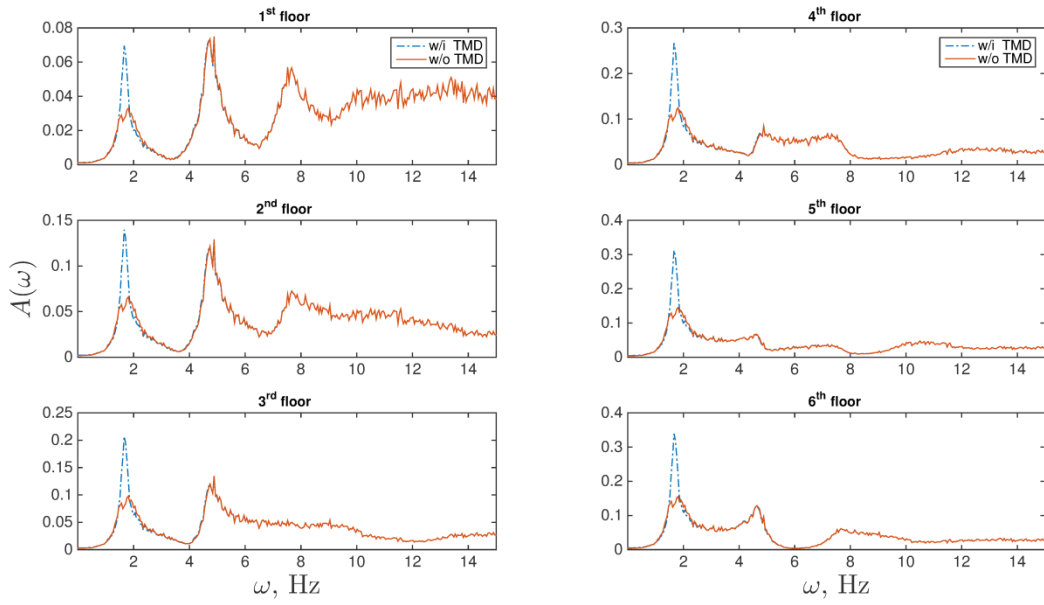 1st floor
0.08
0.06
0.04
0.02
0
w/i TMD
w/o TMD
2 4 6 8 10 12 14
2nd floor
0.15
0.1
0.05
0
2 4 6 8 10 12 14
3rd floor
0.25
0.2
0.15
0.1
0.05
0
2 4 6 8 10 12 14
A(ω)
ω, Hz
4th floor
0.3
0.2
0.1
0
w/i TMD
w/o TMD
2 4 6 8 10 12 14
5th floor
0.4
0.3
0.2
0.1
0
2 4 6 8 10 12 14
6th floor
0.4
0.3
0.2
0.1
0
2 4 6 8 10 12 14
ω, Hz